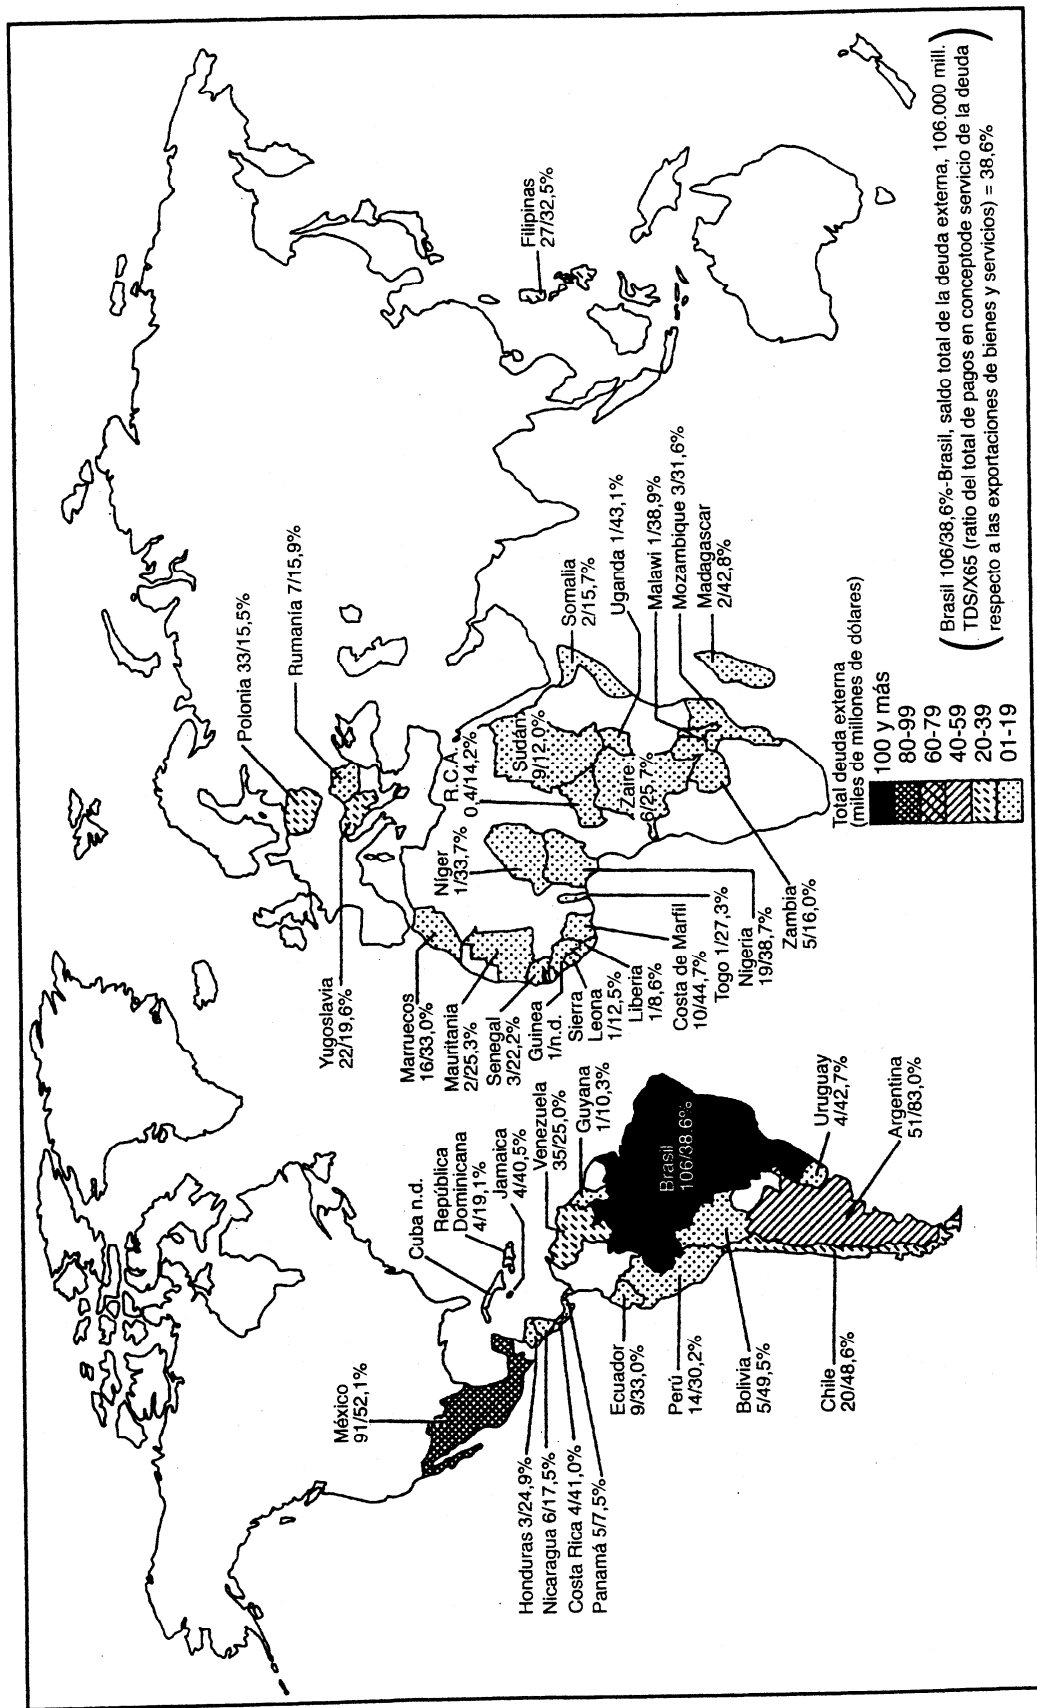 México
91/52,1%
Honduras 3/24,9%
Nicaragua 6/17,5%
Costa Rica 4/41,0%
Panamá 5/7,5%
Cuba n.d.
República
Dominicana
4/19,1%
Jamaica
4/40,5%
Venezuela
35/25,0%
Guyana
1/10,3%
Ecuador
9/33,0%
Perú
14/30,2%
Bolivia
5/49,5%
Chile
20/48,6%
Brasil
106/38.6%
Uruguay
4/42,7%
Argentina
51/83,0%
Polonia 33/15,5%
Rumanía 7/15,9%
Yugoslavia
22/19,6%
Marruecos
16/33,0%
Mauritania
2/25,3%
Senegal
3/22,2%
Guinea
1/n.d.
Sierra
Leona
1/12,5%
Liberia
1/8,6%
Costa de Marfil
10/44,7%
Togo 1/27,3%
Nigeria
19/38,7%
Zambia
5/16,0%
Níger
1/33,7%
R.C.A.
0,4/14,2%
Sudán
9/12,0%
Zaire
6/25,7%
Somalia
2/15,7%
Uganda 1/43,1%
Malawi 1/38,9%
Mozambique 3/31,6%
Madagascar
2/42,8%
Filipinas
27/32,5%
Total deuda externa
(miles de millones de dólares)
100 y más
80-99
60-79
40-59
20-39
01-19
(Brasil 106/38,6%-Brasil, saldo total de la deuda externa, 106.000 mill.
TDS/X65 (ratio del total de pagos en conceptode servicio de la deuda
respecto a las exportaciones de bienes y servicios) = 38,6%)